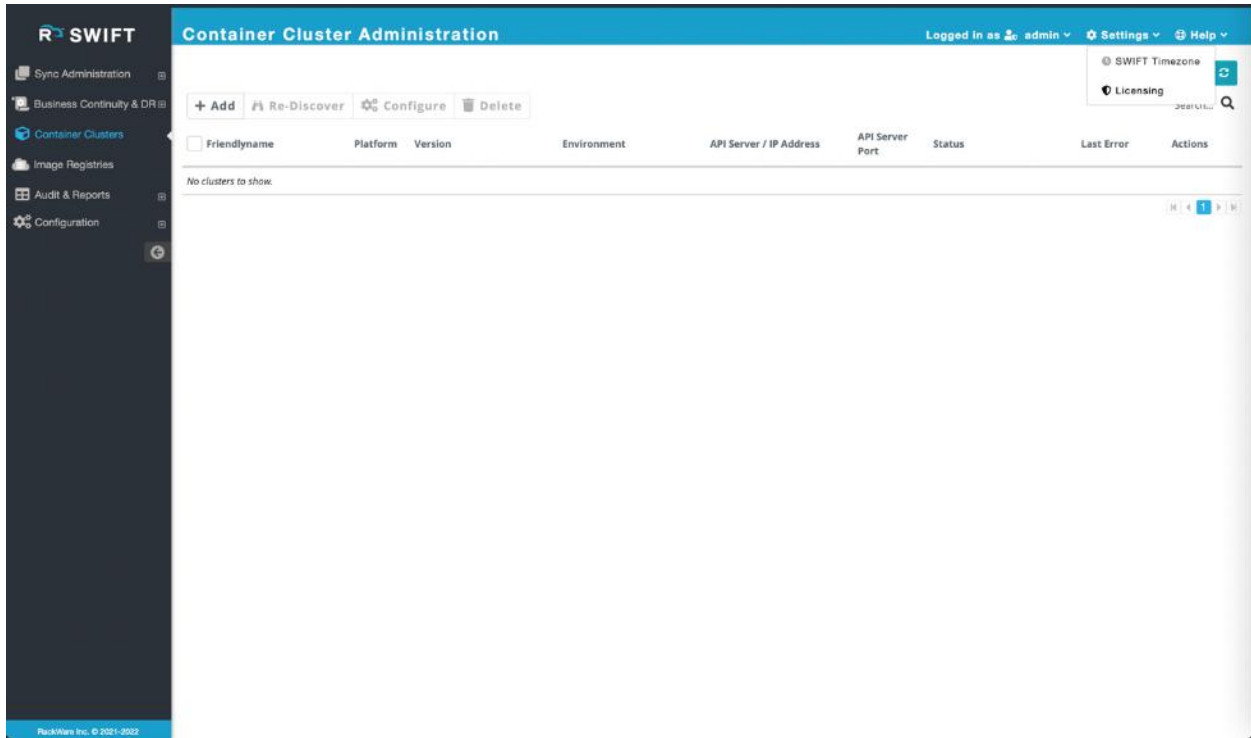 SWIFT
Container Cluster Administration
Logged in as admin
Settings
Help
SWIFT Timezone
Licensing
Sync Administration
Business Continuity & DR
Container Clusters
Image Registries
Audit & Reports
Configuration
+ Add
Re-Discover
Configure
Delete
Search...
Friendlyname
Platform
Version
Environment
API Server / IP Address
API Server
Port
Status
Last Error
Actions
No clusters to show.
1
RackWare Inc. © 2021-2022